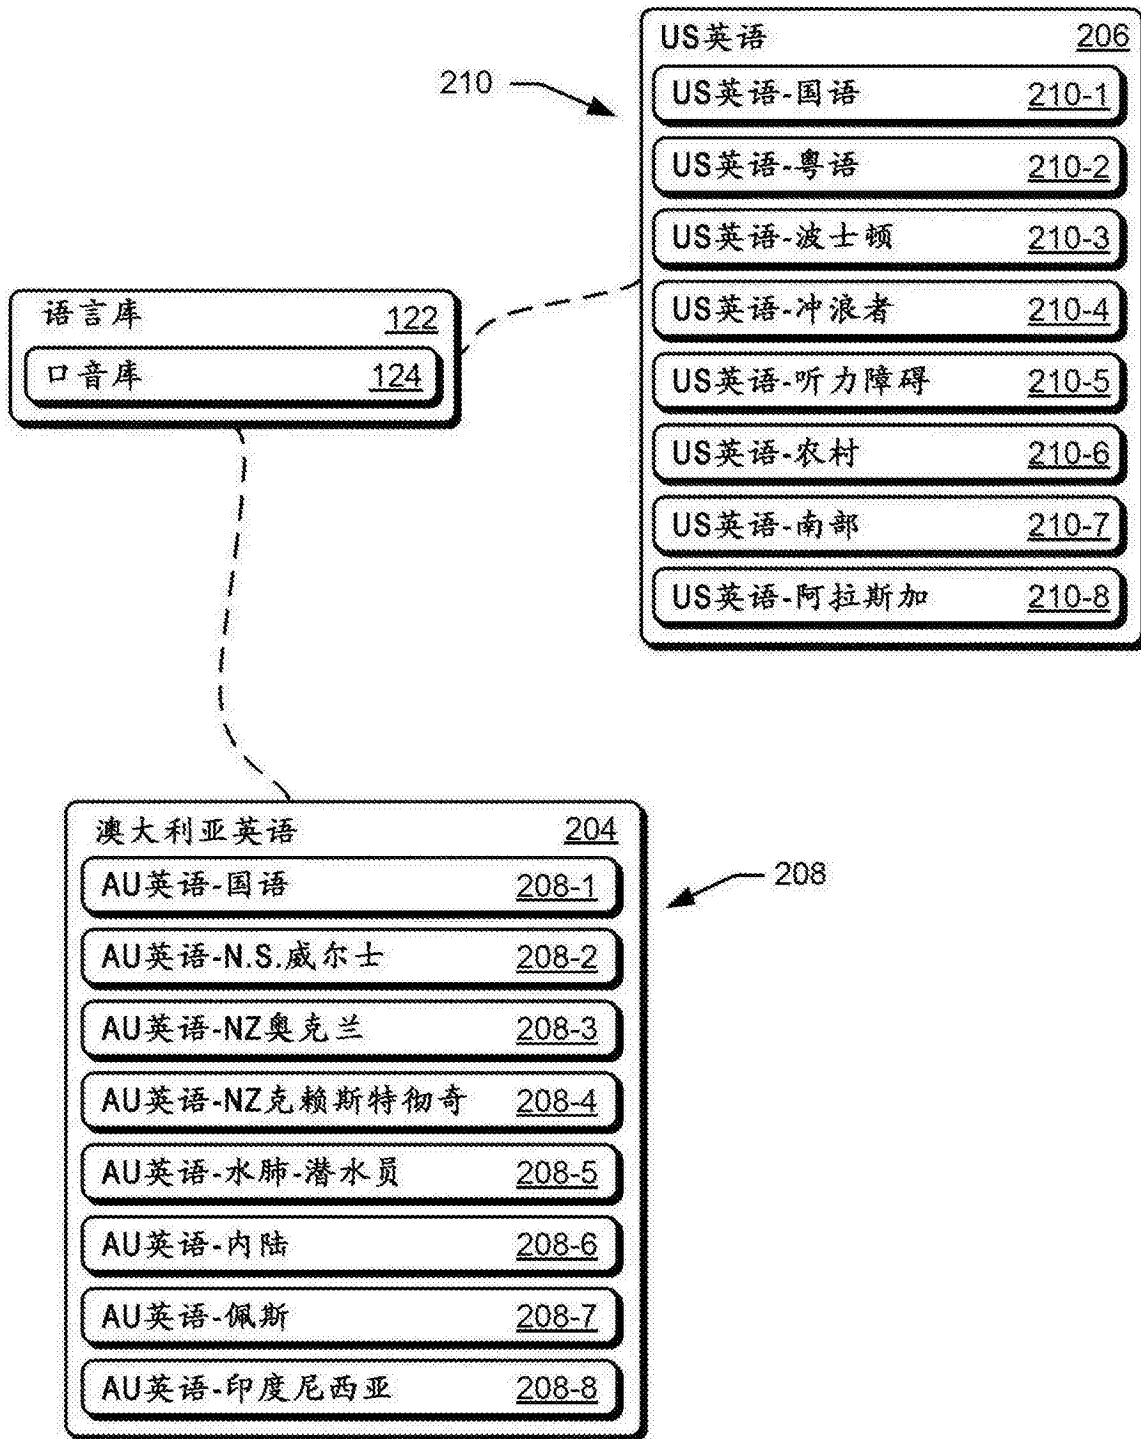 US英语 206
210
US英语-国语 210-1
US英语-粤语 210-2
US英语-波士顿 210-3
US英语-冲浪者 210-4
US英语-听力障碍 210-5
US英语-农村 210-6
US英语-南部 210-7
US英语-阿拉斯加 210-8
语言库 122
口音库 124
澳大利亚英语 204
208
AU英语-国语 208-1
AU英语-N.S.威尔士 208-2
AU英语-NZ奥克兰 208-3
AU英语-NZ克赖斯特彻奇 208-4
AU英语-水肺-潜水员 208-5
AU英语-内陆 208-6
AU英语-佩斯 208-7
AU英语-印度尼西亚 208-8